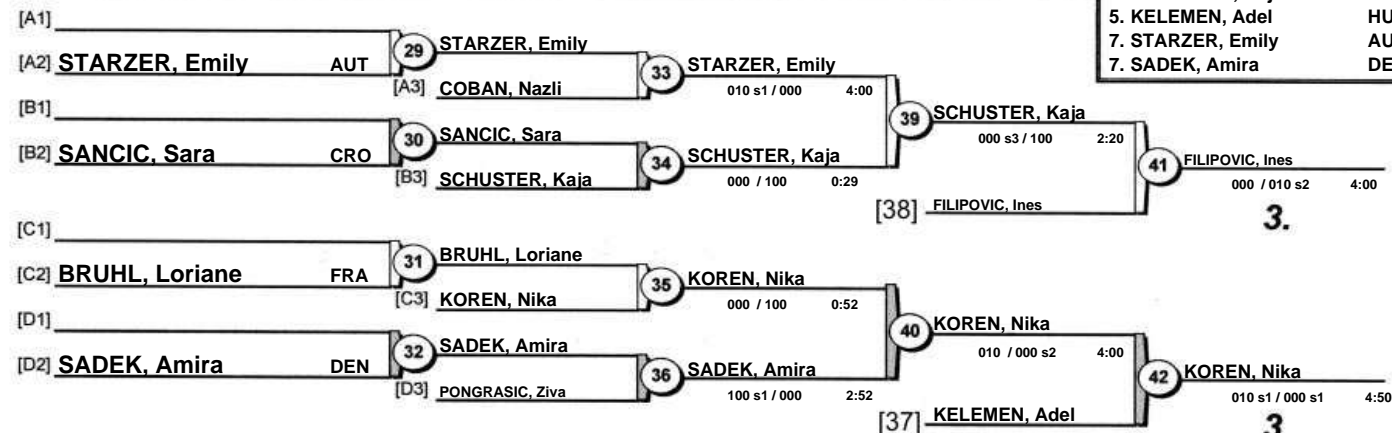 [A1]
[A2] STARZER, Emily AUT
29
STARZER, Emily
[A3] COBAN, Nazli
33
STARZER, Emily
010 s1 / 000 4:00
[B1]
[B2] SANCIC, Sara CRO
30
SANCIC, Sara
[B3] SCHUSTER, Kaja
34
SCHUSTER, Kaja
000 / 100 0:29
39
SCHUSTER, Kaja
000 s3 / 100 2:20
[38] FILIPOVIC, Ines
41
FILIPOVIC, Ines
000 / 010 s2 4:00
3.
[C1]
[C2] BRUHL, Loriane FRA
31
BRUHL, Loriane
[C3] KOREN, Nika
35
KOREN, Nika
000 / 100 0:52
[D1]
[D2] SADEK, Amira DEN
32
SADEK, Amira
[D3] PONGRASIC, Ziva
36
SADEK, Amira
100 s1 / 000 2:52
40
KOREN, Nika
010 / 000 s2 4:00
[37] KELEMEN, Adel
42
KOREN, Nika
010 s1 / 000 s1 4:50
3
5. KELEMEN, Adel HU
7. STARZER, Emily AU
7. SADEK, Amira DE